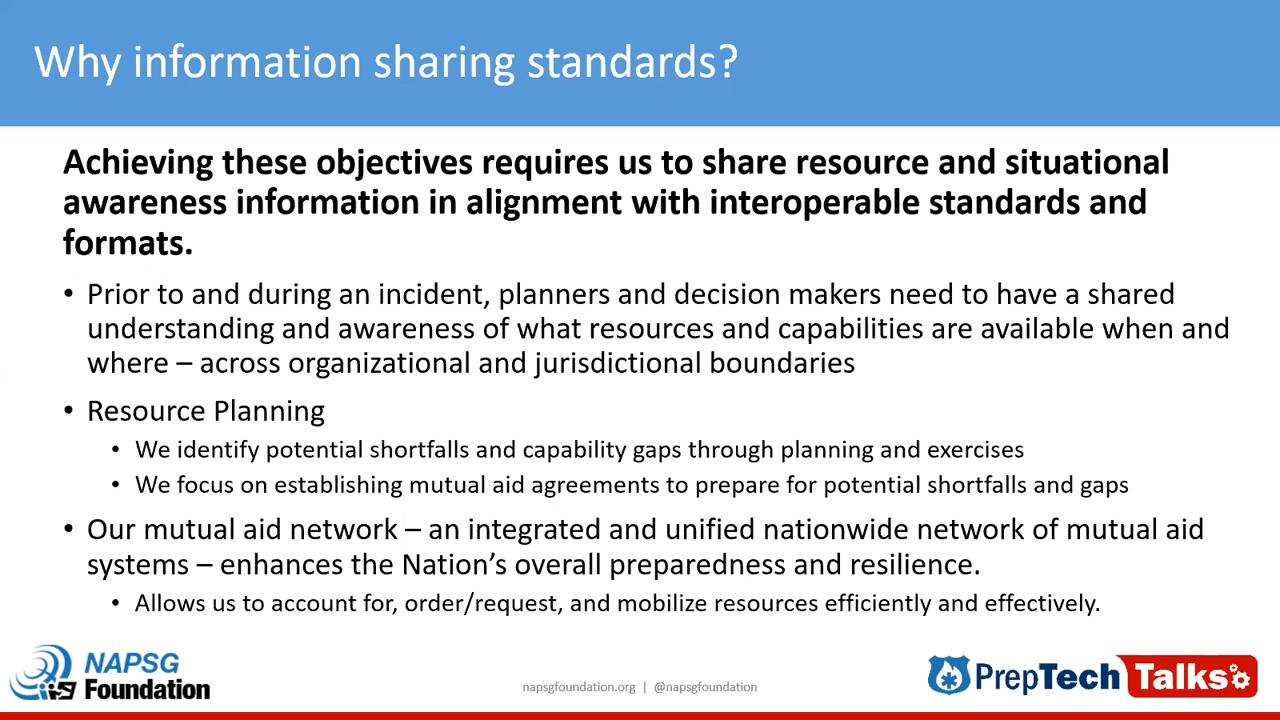 Why information sharing standards?
Achieving these objectives requires us to share resource and situational
awareness information in alignment with interoperable standards and
formats.
• Prior to and during an incident, planners and decision makers need to have a shared
understanding and awareness of what resources and capabilities are available when and
where – across organizational and jurisdictional boundaries
• Resource Planning
• We identify potential shortfalls and capability gaps through planning and exercises
• We focus on establishing mutual aid agreements to prepare for potential shortfalls and gaps
• Our mutual aid network – an integrated and unified nationwide network of mutual aid
systems – enhances the Nation's overall preparedness and resilience.
• Allows us to account for, order/request, and mobilize resources efficiently and effectively.
NAPSG
Foundation
napsgfoundation.org | @napsgfoundation
PrepTech Talks